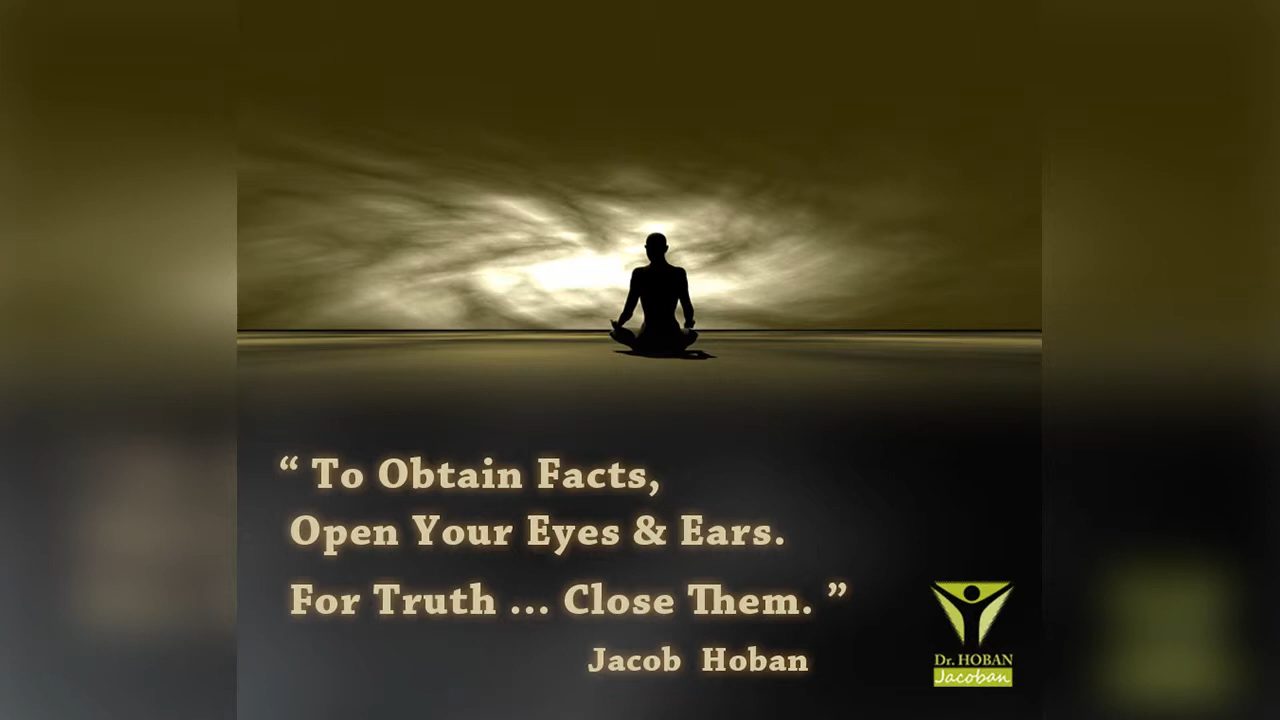 “ To Obtain Facts,
Open Your Eyes & Ears.
For Truth ... Close Them. ”
Jacob Hoban
Dr. HOBAN
Jacoban